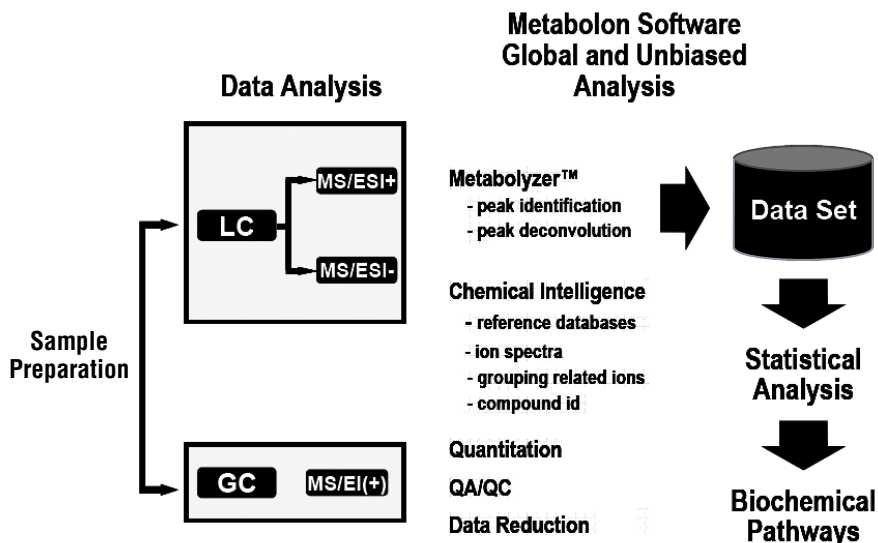 Metabolon Software
Global and Unbiased
Analysis
Data Analysis
MS/ESI+
LC
MS/ESI-
Sample
Preparation
GC
MS/EI(+)
Metabolyzer™
- peak identification
- peak deconvolution
Chemical Intelligence
- reference databases
- ion spectra
- grouping related ions
- compound id
Quantitation
QA/QC
Data Reduction
Data Set
Statistical
Analysis
Biochemical
Pathways